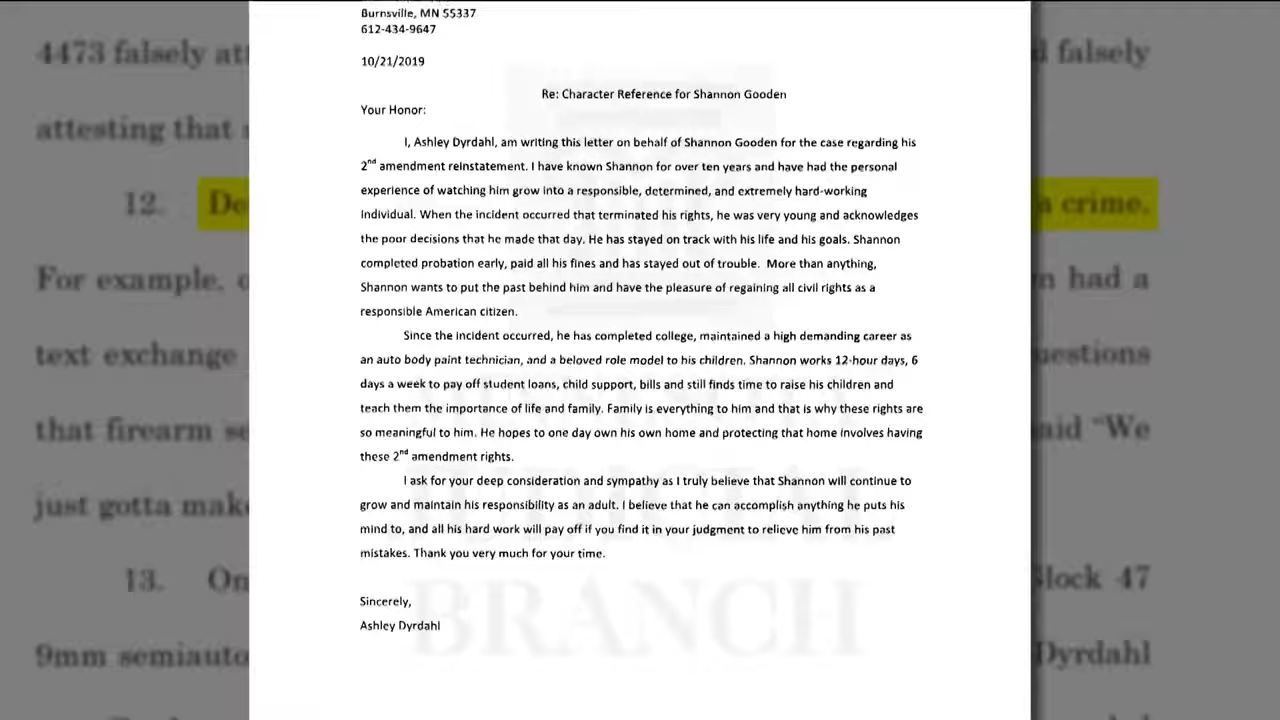 Burnsville, MN 55337
612-434-9647
10/21/2019
Re: Character Reference for Shannon Gooden
Your Honor:
I, Ashley Dyrdahl, am writing this letter on behalf of Shannon Gooden for the case regarding his
2nd amendment reinstatement. I have known Shannon for over ten years and have had the personal
experience of watching him grow into a responsible, determined, and extremely hard-working
individual. When the incident occurred that terminated his rights, he was very young and acknowledges
the poor decisions that he made that day. He has stayed on track with his life and his goals. Shannon
completed probation early, paid all his fines and has stayed out of trouble. More than anything,
Shannon wants to put the past behind him and have the pleasure of regaining all civil rights as a
responsible American citizen.
Since the incident occurred, he has completed college, maintained a high demanding career as
an auto body paint technician, and a beloved role model to his children. Shannon works 12-hour days, 6
days a week to pay off student loans, child support, bills and still finds time to raise his children and
teach them the importance of life and family. Family is everything to him and that is why these rights are
so meaningful to him. He hopes to one day own his own home and protecting that home involves having
these 2nd amendment rights.
I ask for your deep consideration and sympathy as I truly believe that Shannon will continue to
grow and maintain his responsibility as an adult. I believe that he can accomplish anything he puts his
mind to, and all his hard work will pay off if you find it in your judgment to relieve him from his past
mistakes. Thank you very much for your time.
Sincerely,
Ashley Dyrdahl
JUDICIAL
BRANCH
4473 falsely
falsely
attesting that
12.
a crime.
For example,
had a
text exchange
that firearm
"We
just gotta
13.
47
9mm
Dyrdahl